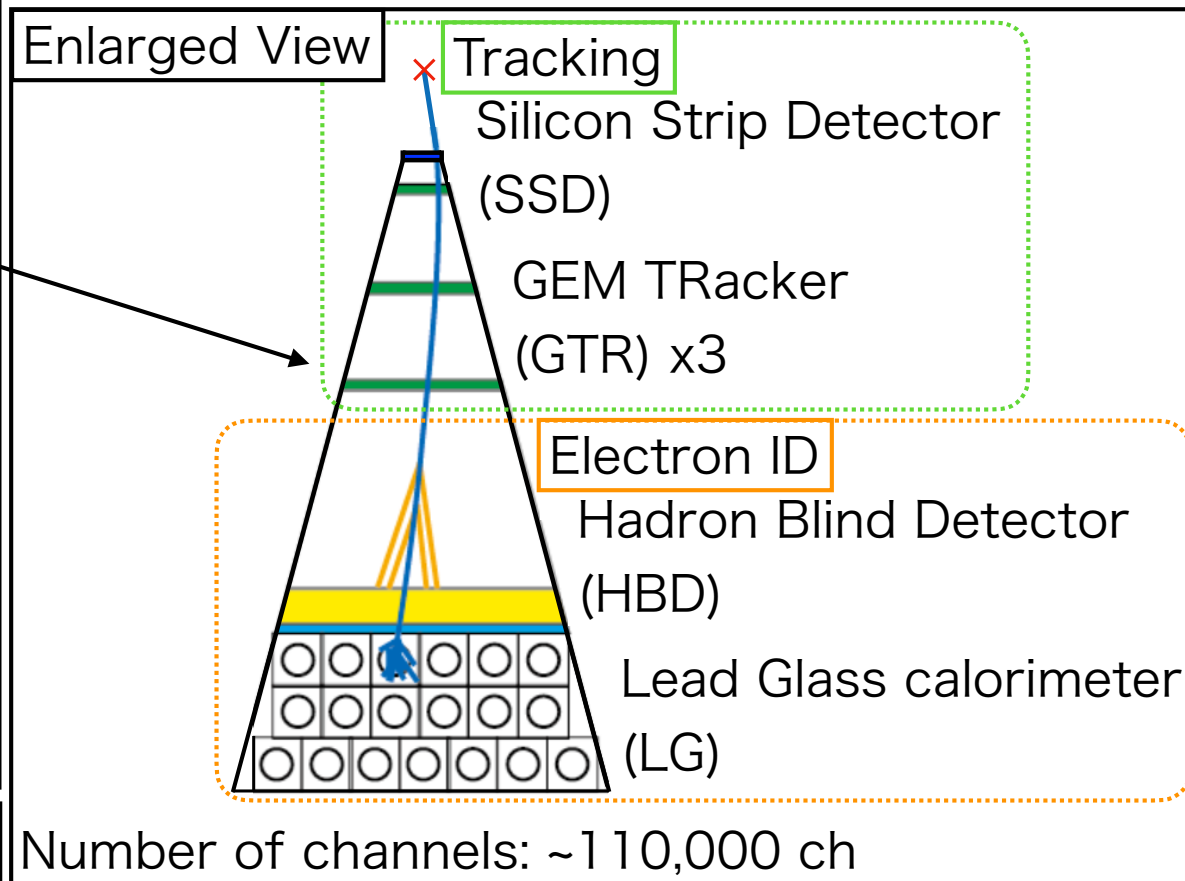 Enlarged View
Tracking
Silicon Strip Detector
(SSD)
GEM TRacker
(GTR) x3
Electron ID
Hadron Blind Detector
(HBD)
Lead Glass calorimeter
(LG)
Number of channels: ~110,000 ch